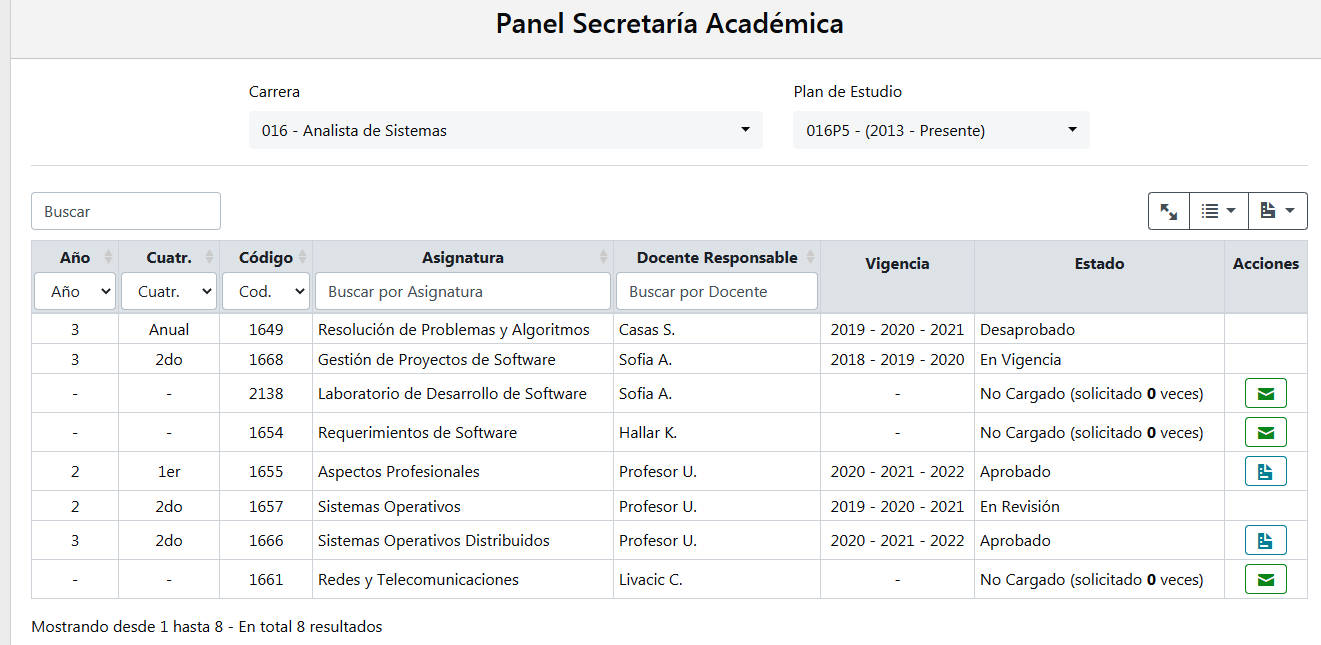 Panel Secretaría Académica
Carrera Plan de Estudio
016 - Analista de Sistemas 016P5 - (2013 - Presente)
Buscar
Año Cuatr. Código Asignatura Docente Responsable Vigencia Estado Acciones
Año Cuatr. Cod. Buscar por Asignatura Buscar por Docente
3 Anual 1649 Resolución de Problemas y Algoritmos Casas S. 2019 - 2020 - 2021 Desaprobado
3 2do 1668 Gestión de Proyectos de Software Sofia A. 2018 - 2019 - 2020 En Vigencia
- - 2138 Laboratorio de Desarrollo de Software Sofia A. - No Cargado (solicitado 0 veces)
- - 1654 Requerimientos de Software Hallar K. - No Cargado (solicitado 0 veces)
2 1er 1655 Aspectos Profesionales Profesor U. 2020 - 2021 - 2022 Aprobado
2 2do 1657 Sistemas Operativos Profesor U. 2019 - 2020 - 2021 En Revisión
3 2do 1666 Sistemas Operativos Distribuidos Profesor U. 2020 - 2021 - 2022 Aprobado
- - 1661 Redes y Telecomunicaciones Livacic C. - No Cargado (solicitado 0 veces)
Mostrando desde 1 hasta 8 - En total 8 resultados